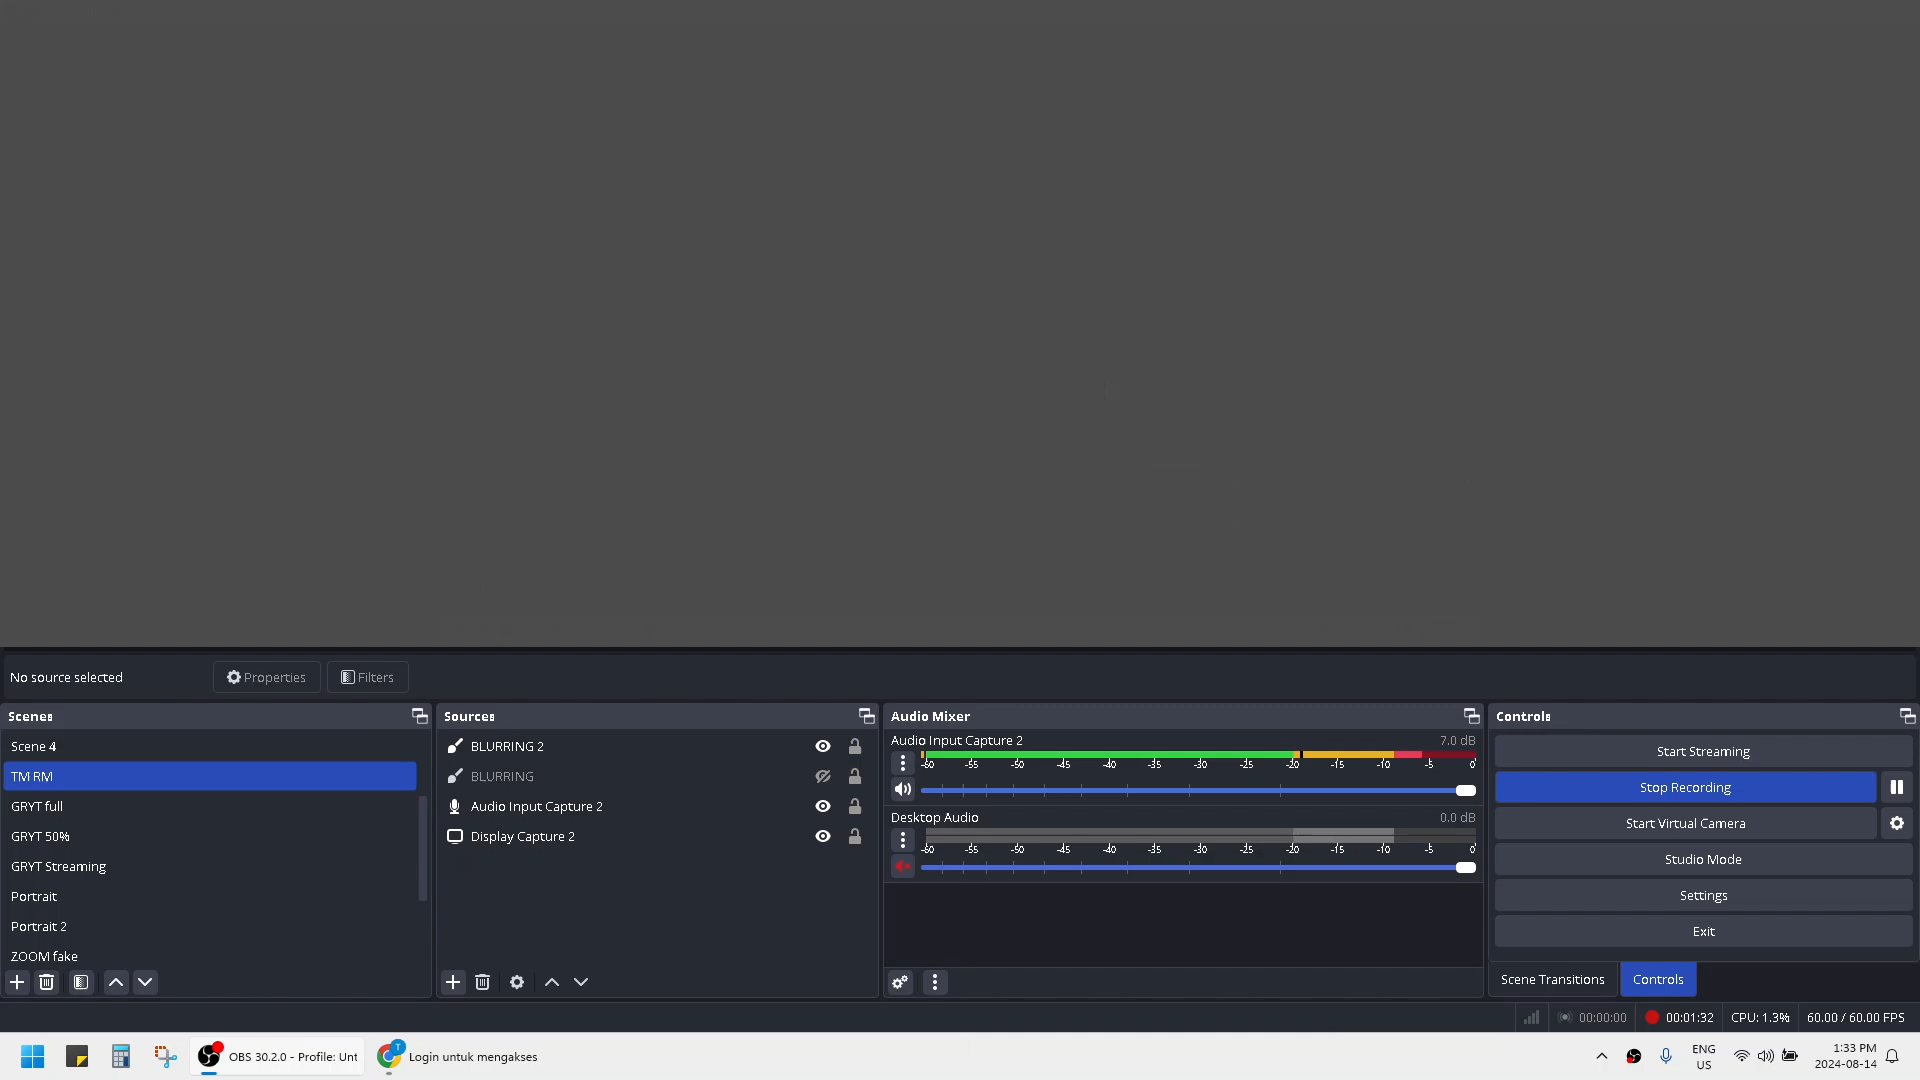 No source selected
Properties
Filters
Scenes
Scene 4
TM RM
GRYT full
GRYT 50%
GRYT Streaming
Portrait
Portrait 2
ZOOM fake
Sources
BLURRING 2
BLURRING
Audio Input Capture 2
Display Capture 2
Audio Mixer
Audio Input Capture 2 7.0 dB
-60 -55 -50 -45 -40 -35 -30 -25 -20 -15 -10 -5 0
Desktop Audio 0.0 dB
-60 -55 -50 -45 -40 -35 -30 -25 -20 -15 -10 -5 0
Controls
Start Streaming
Stop Recording
Start Virtual Camera
Studio Mode
Settings
Exit
Scene Transitions Controls
00:00:00 00:01:32 CPU: 1.3% 60.00 / 60.00 FPS
OBS 30.2.0 - Profile: Unt
T
Login untuk mengakses
ENG
US
1:33 PM
2024-08-14